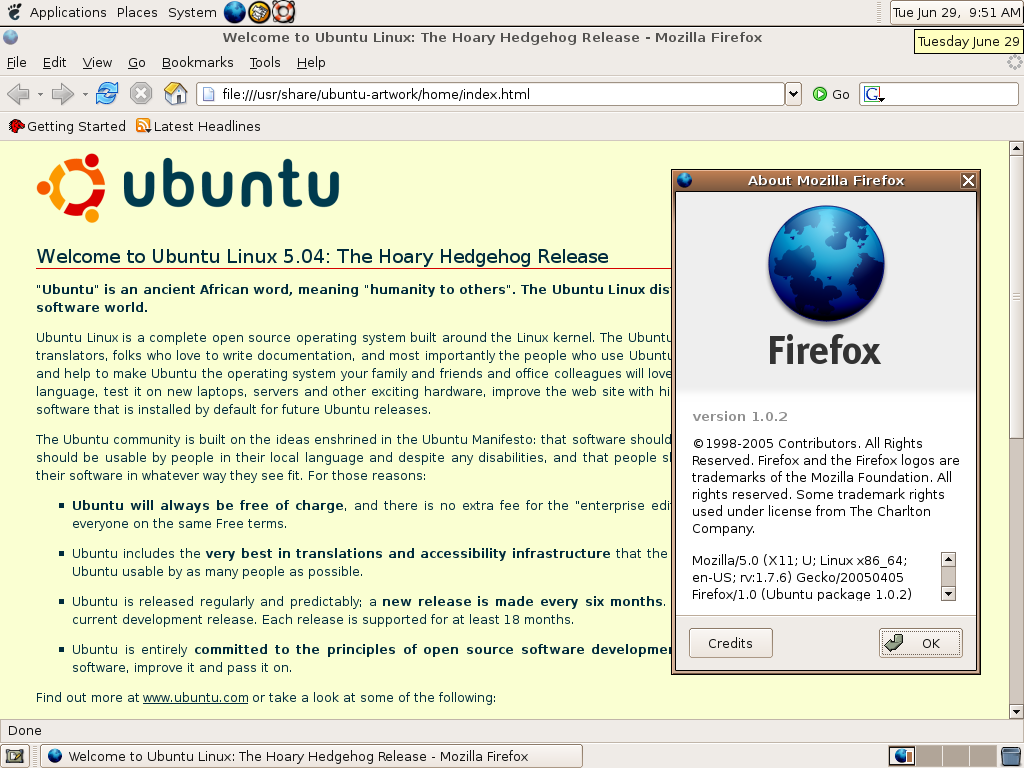 Applications Places System Tue Jun 29, 9:51 AM
Welcome to Ubuntu Linux: The Hoary Hedgehog Release - Mozilla Firefox
Tuesday June 29
File Edit View Go Bookmarks Tools Help
file:///usr/share/ubuntu-artwork/home/index.html Go G
Getting Started Latest Headlines
ubuntu
Welcome to Ubuntu Linux 5.04: The Hoary Hedgehog Release
"Ubuntu" is an ancient African word, meaning "humanity to others". The Ubuntu Linux dis
software world.
Ubuntu Linux is a complete open source operating system built around the Linux kernel. The Ubuntu
translators, folks who love to write documentation, and most importantly the people who use Ubuntu
and help to make Ubuntu the operating system your family and friends and office colleagues will love
language, test it on new laptops, servers and other exciting hardware, improve the web site with hi
software that is installed by default for future Ubuntu releases.
The Ubuntu community is built on the ideas enshrined in the Ubuntu Manifesto: that software should
should be usable by people in their local language and despite any disabilities, and that people s
their software in whatever way they see fit. For those reasons:
Ubuntu will always be free of charge, and there is no extra fee for the "enterprise edi
everyone on the same Free terms.
Ubuntu includes the very best in translations and accessibility infrastructure that the
Ubuntu usable by as many people as possible.
Ubuntu is released regularly and predictably; a new release is made every six months.
current development release. Each release is supported for at least 18 months.
Ubuntu is entirely committed to the principles of open source software developmen
software, improve it and pass it on.
Find out more at www.ubuntu.com or take a look at some of the following:
About Mozilla Firefox
Firefox
version 1.0.2
©1998-2005 Contributors. All Rights
Reserved. Firefox and the Firefox logos are
trademarks of the Mozilla Foundation. All
rights reserved. Some trademark rights
used under license from The Charlton
Company.
Mozilla/5.0 (X11; U; Linux x86_64;
en-US; rv:1.7.6) Gecko/20050405
Firefox/1.0 (Ubuntu package 1.0.2)
Credits OK
Done
Welcome to Ubuntu Linux: The Hoary Hedgehog Release - Mozilla Firefox